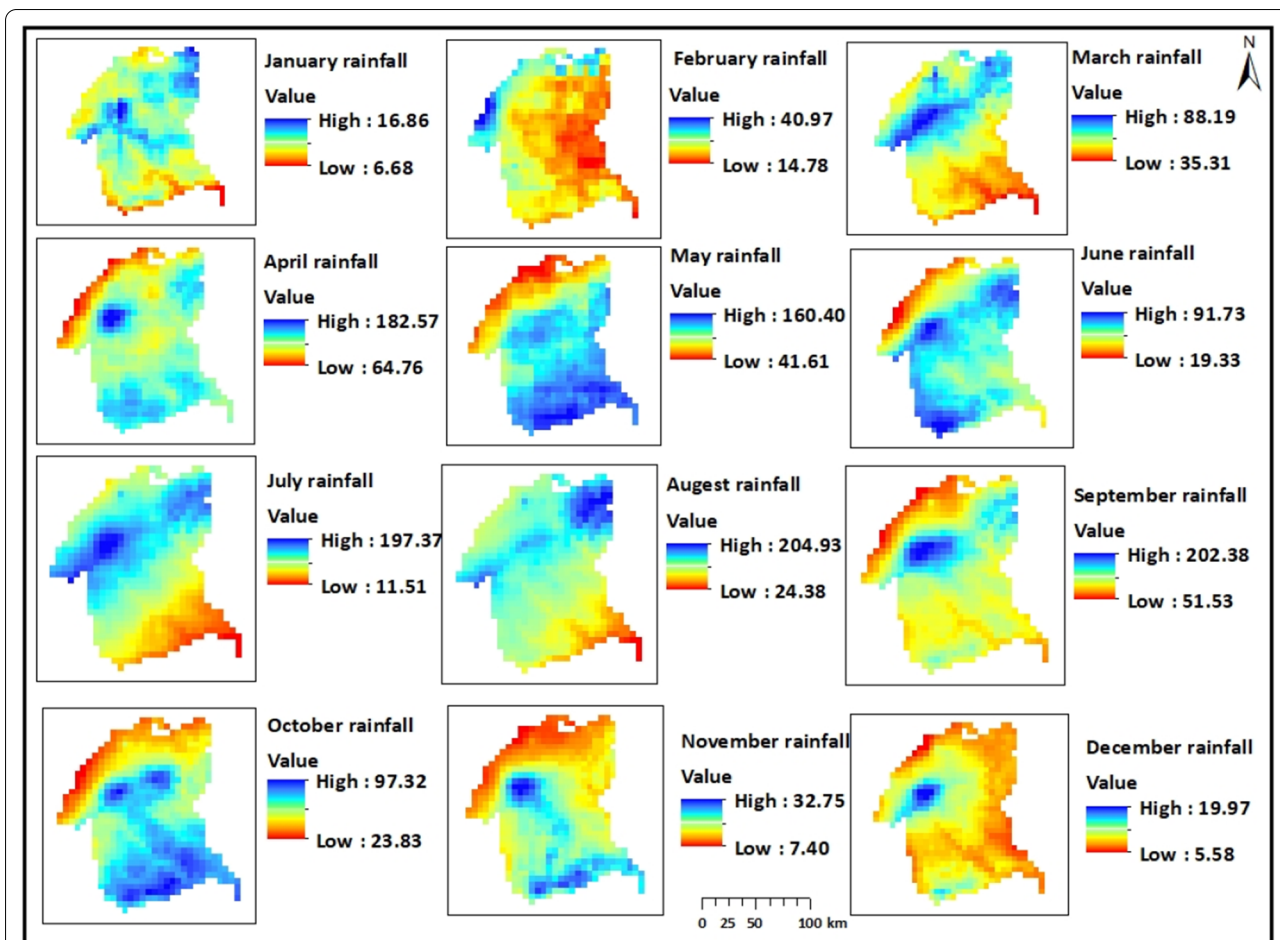 January rainfall
Value
High : 16.86
Low : 6.68
February rainfall
Value
High : 40.97
Low : 14.78
March rainfall
Value
High : 88.19
Low : 35.31
N
April rainfall
Value
High : 182.57
Low : 64.76
May rainfall
Value
High : 160.40
Low : 41.61
June rainfall
Value
High : 91.73
Low : 19.33
July rainfall
Value
High : 197.37
Low : 11.51
Augest rainfall
Value
High : 204.93
Low : 24.38
September rainfall
Value
High : 202.38
Low : 51.53
October rainfall
Value
High : 97.32
Low : 23.83
November rainfall
Value
High : 32.75
Low : 7.40
December rainfall
Value
High : 19.97
Low : 5.58
0 25 50 100 km